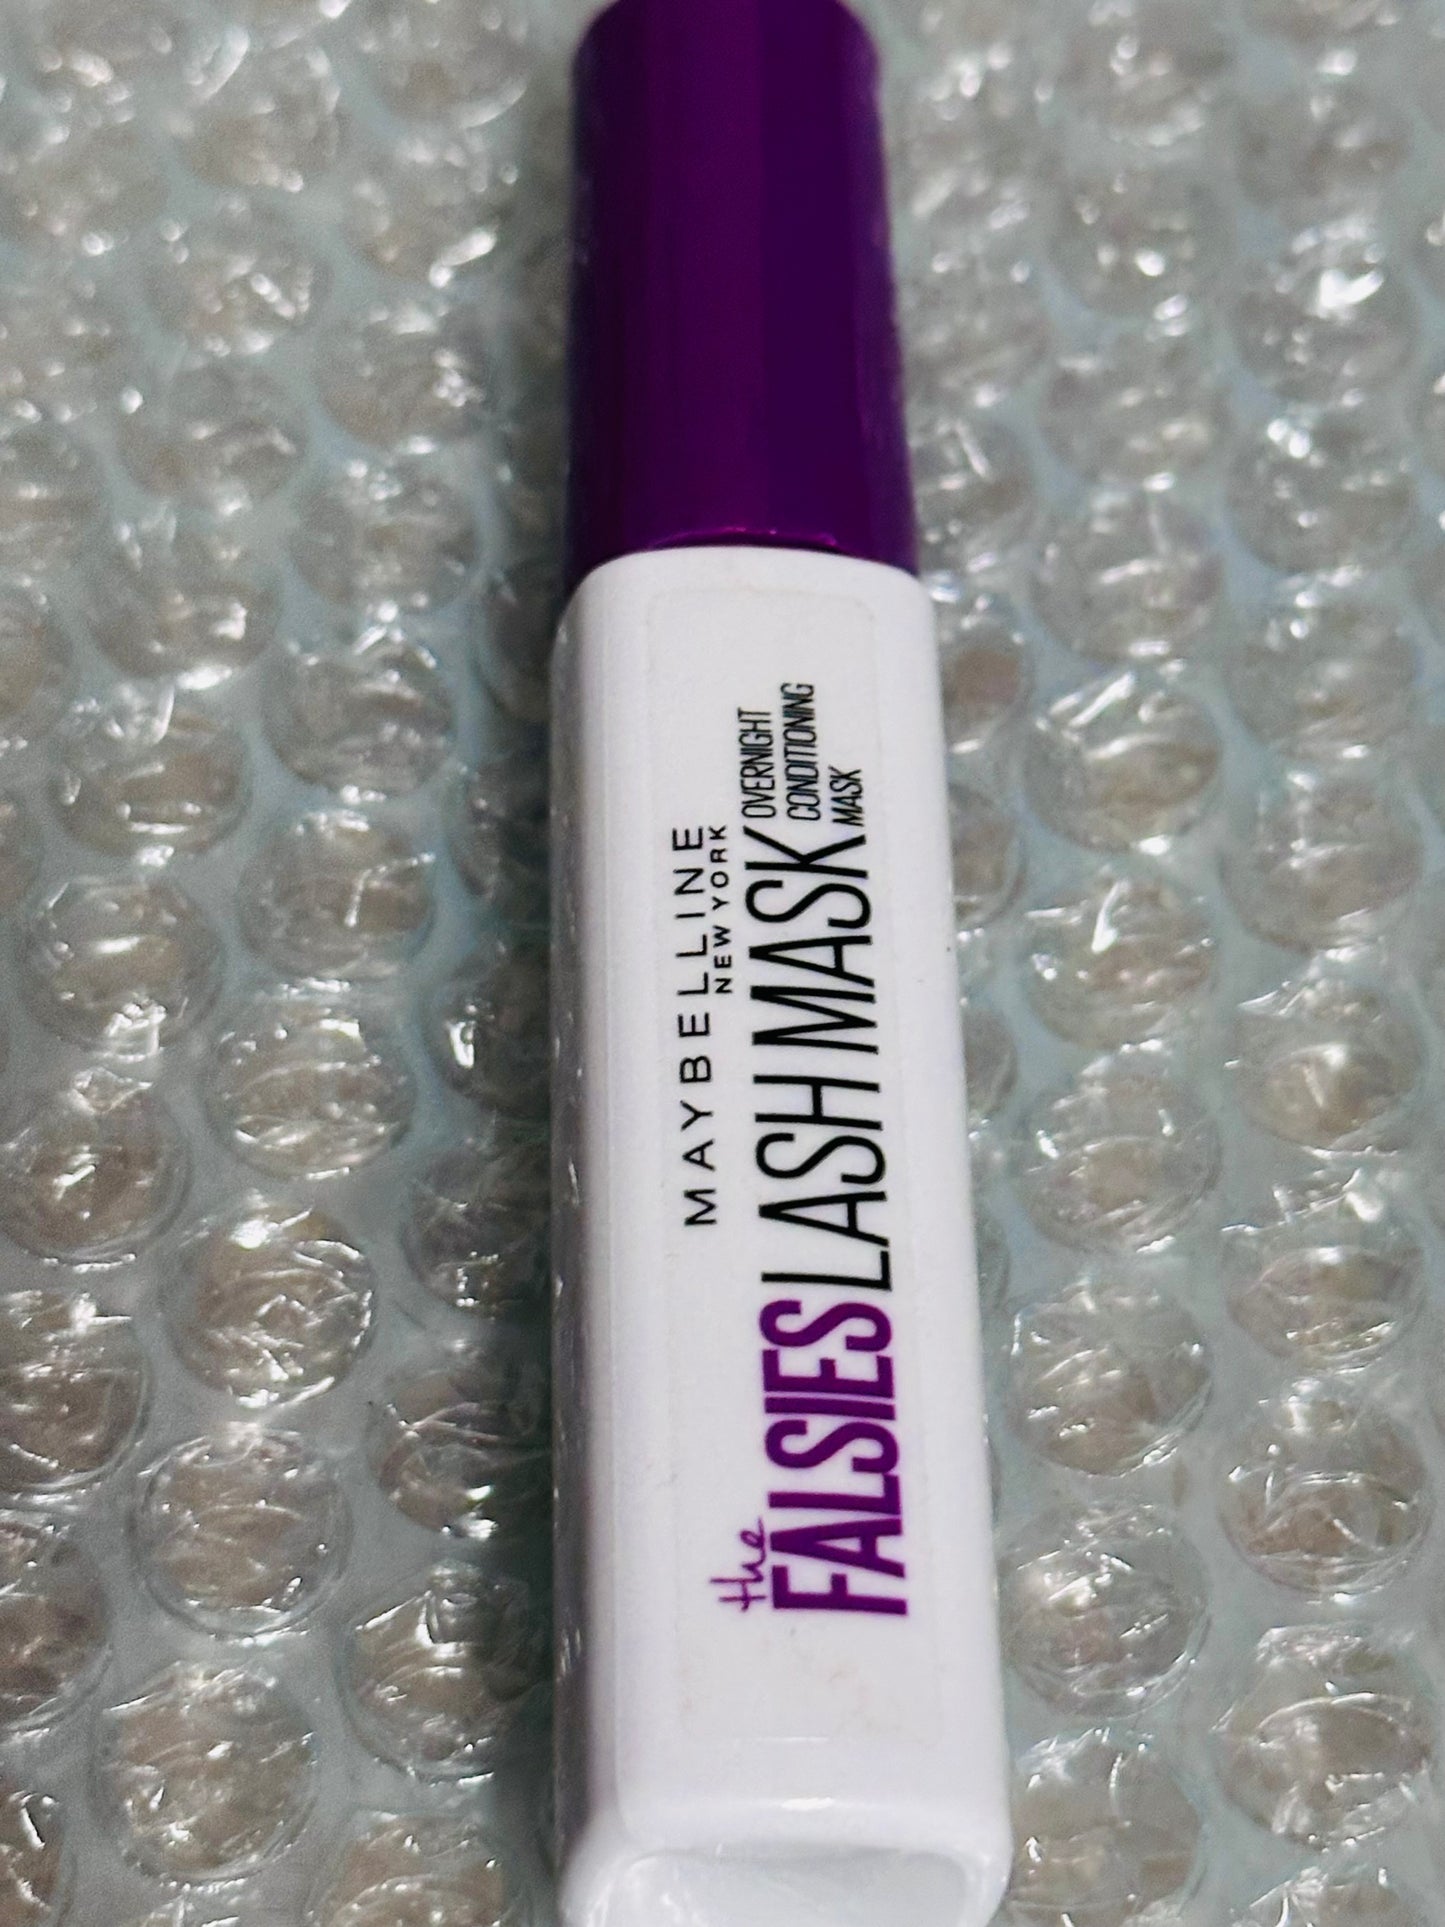 MAYBELLINE
NEW YORK
the
FALSIES LASH MASK
OVERNIGHT
CONDITIONING
MASK